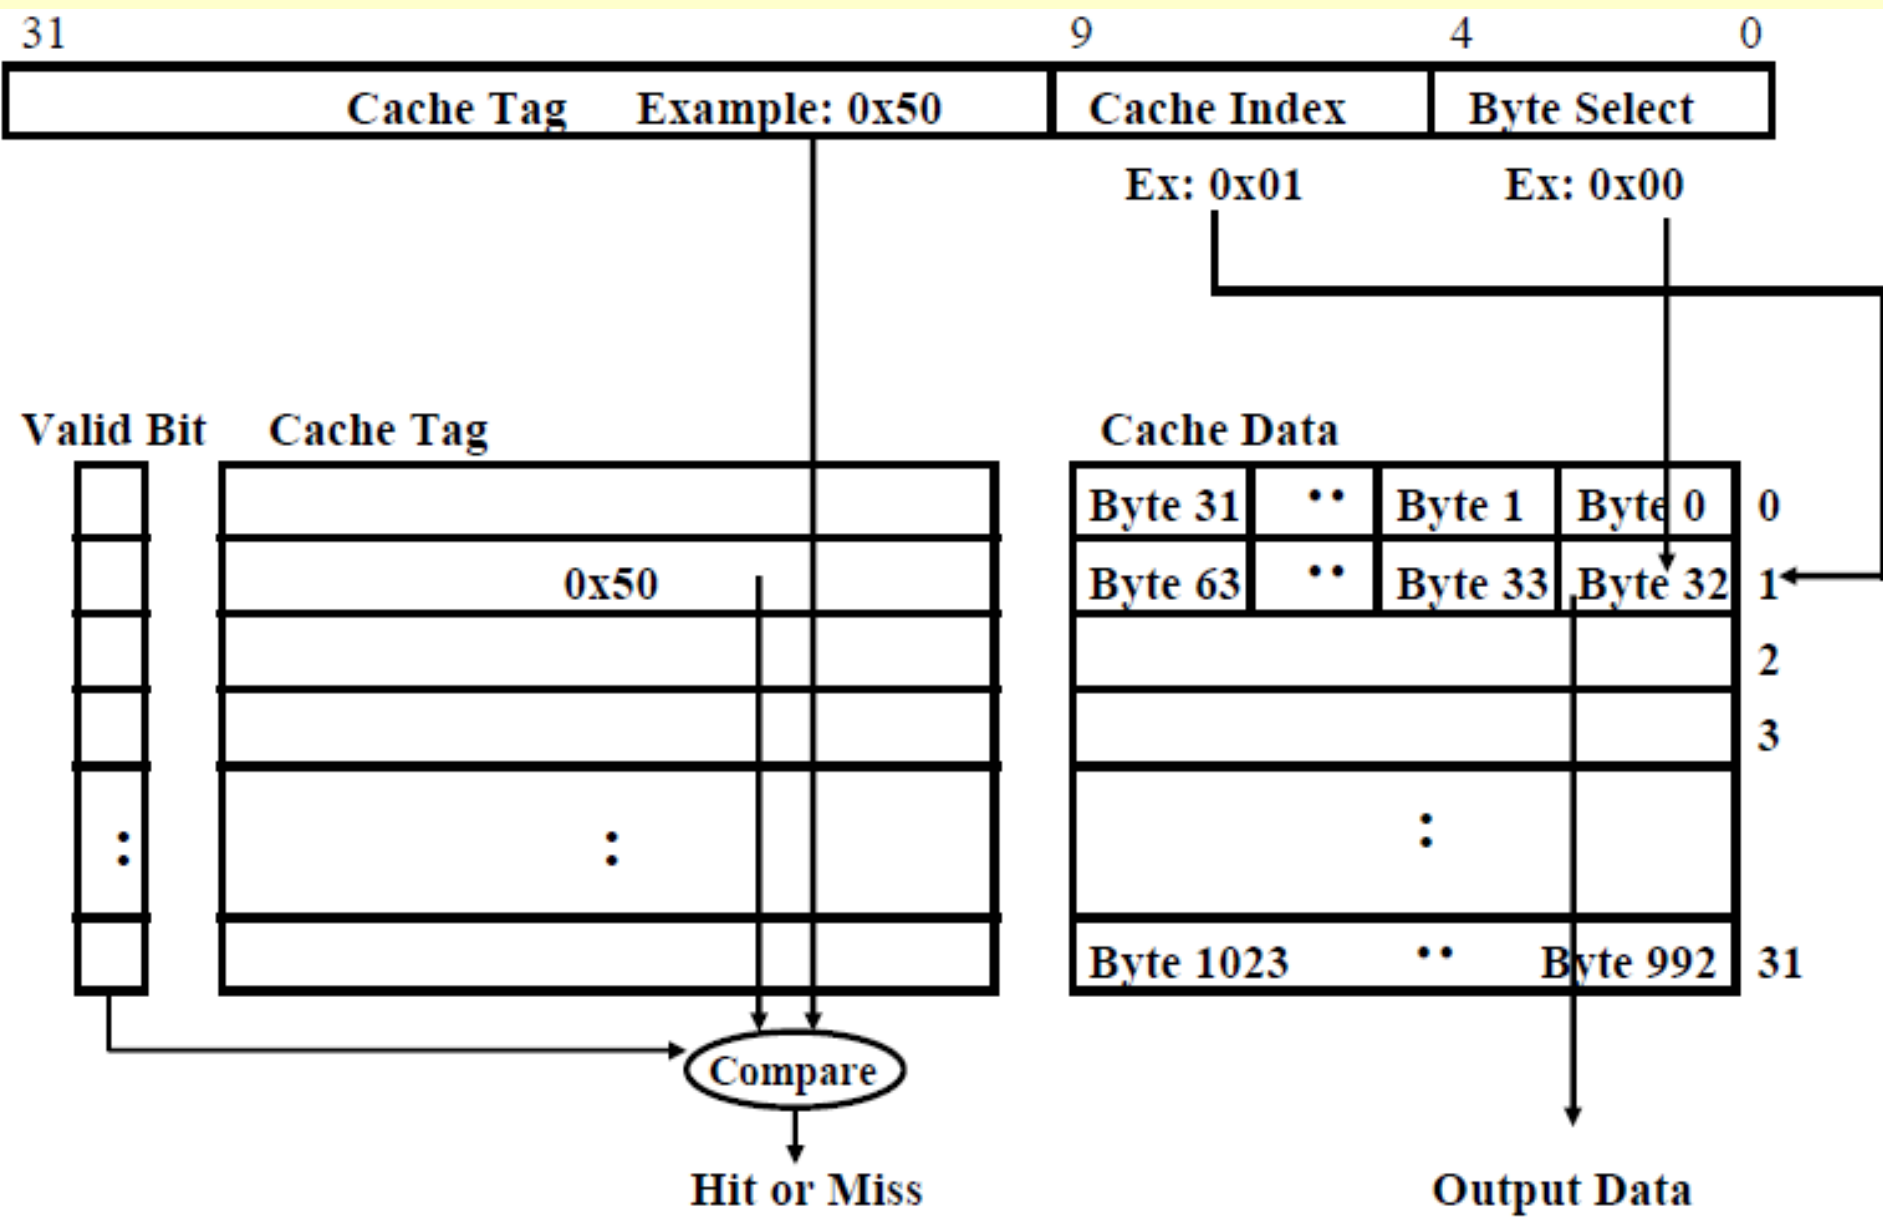 31 9 4 0
Cache Tag Example: 0x50 Cache Index Byte Select
Ex: 0x01 Ex: 0x00
Valid Bit Cache Tag Cache Data
Byte 31 .. Byte 1 Byte 0 0
0x50 Byte 63 .. Byte 33 Byte 32 1
2
3
: : :
Byte 1023 .. Byte 992 31
Compare
Hit or Miss Output Data